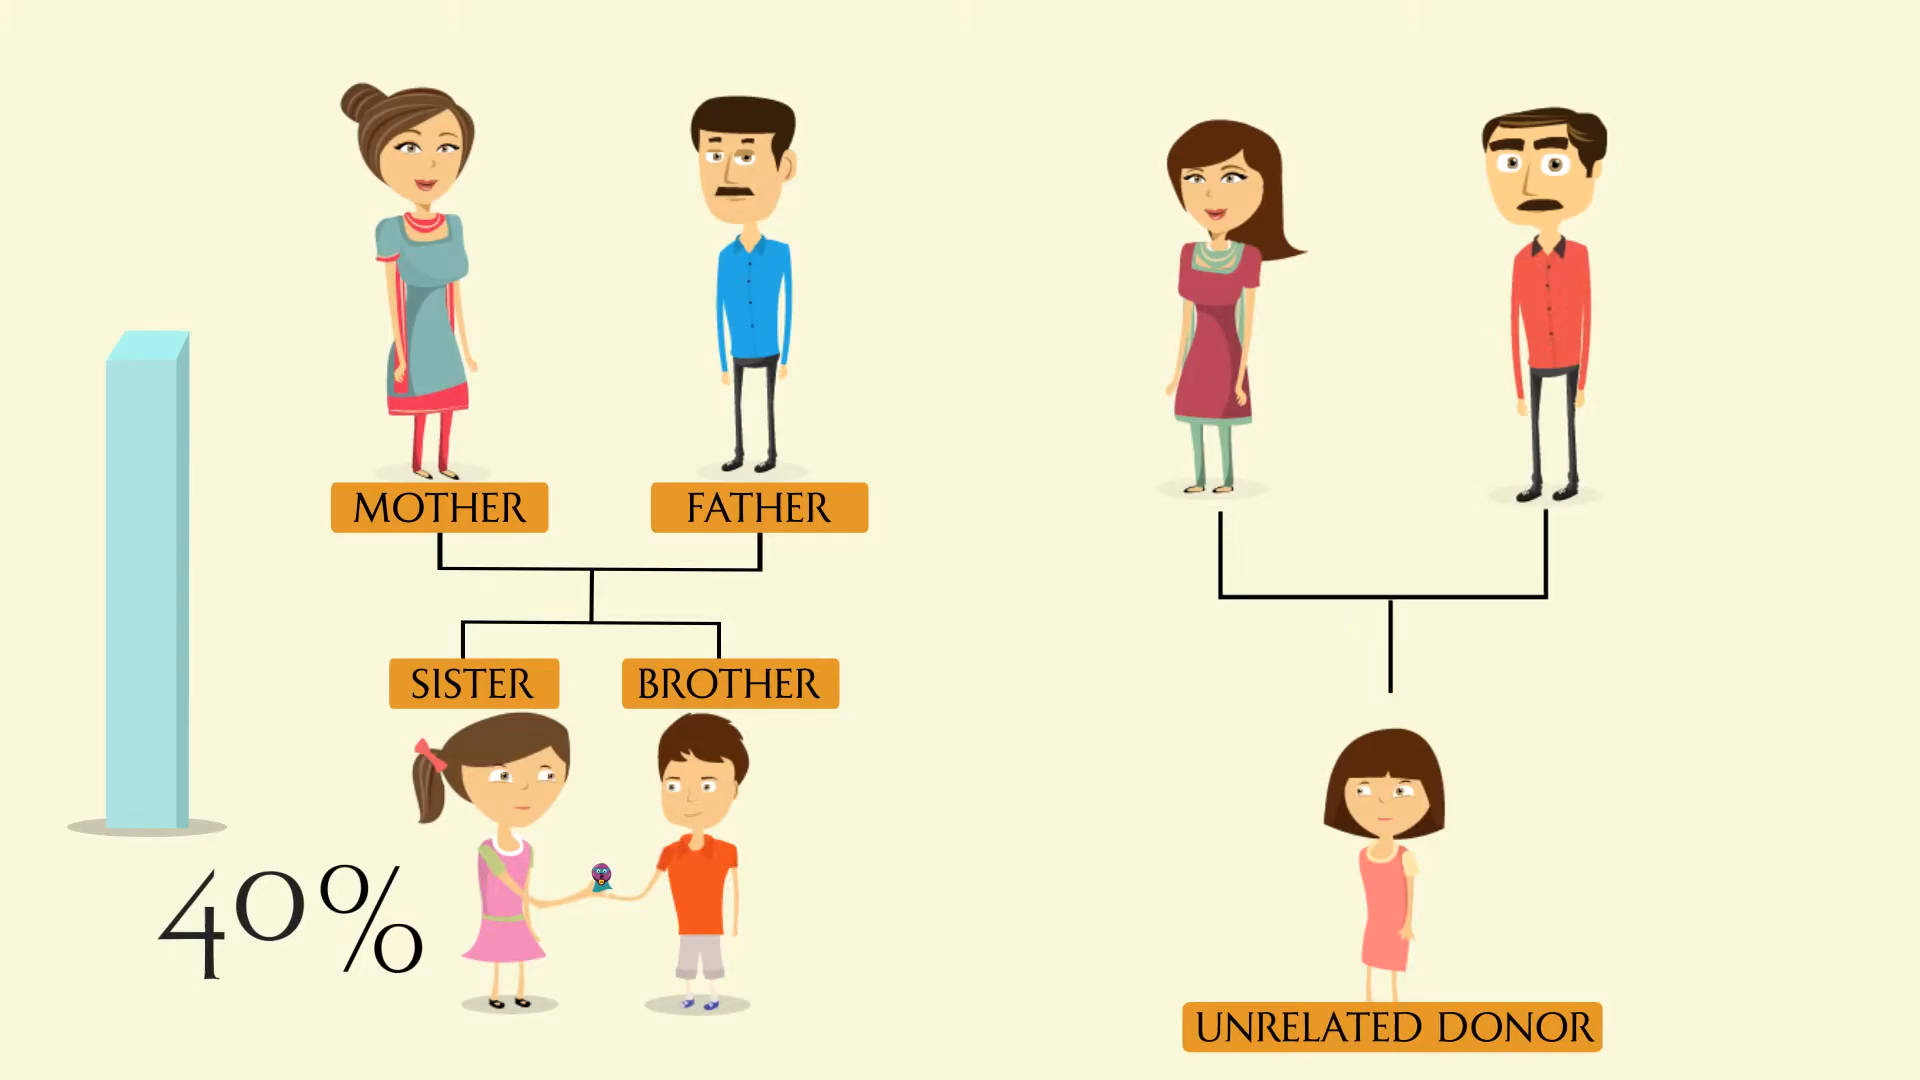 MOTHER
FATHER
SISTER
BROTHER
40%
UNRELATED DONOR